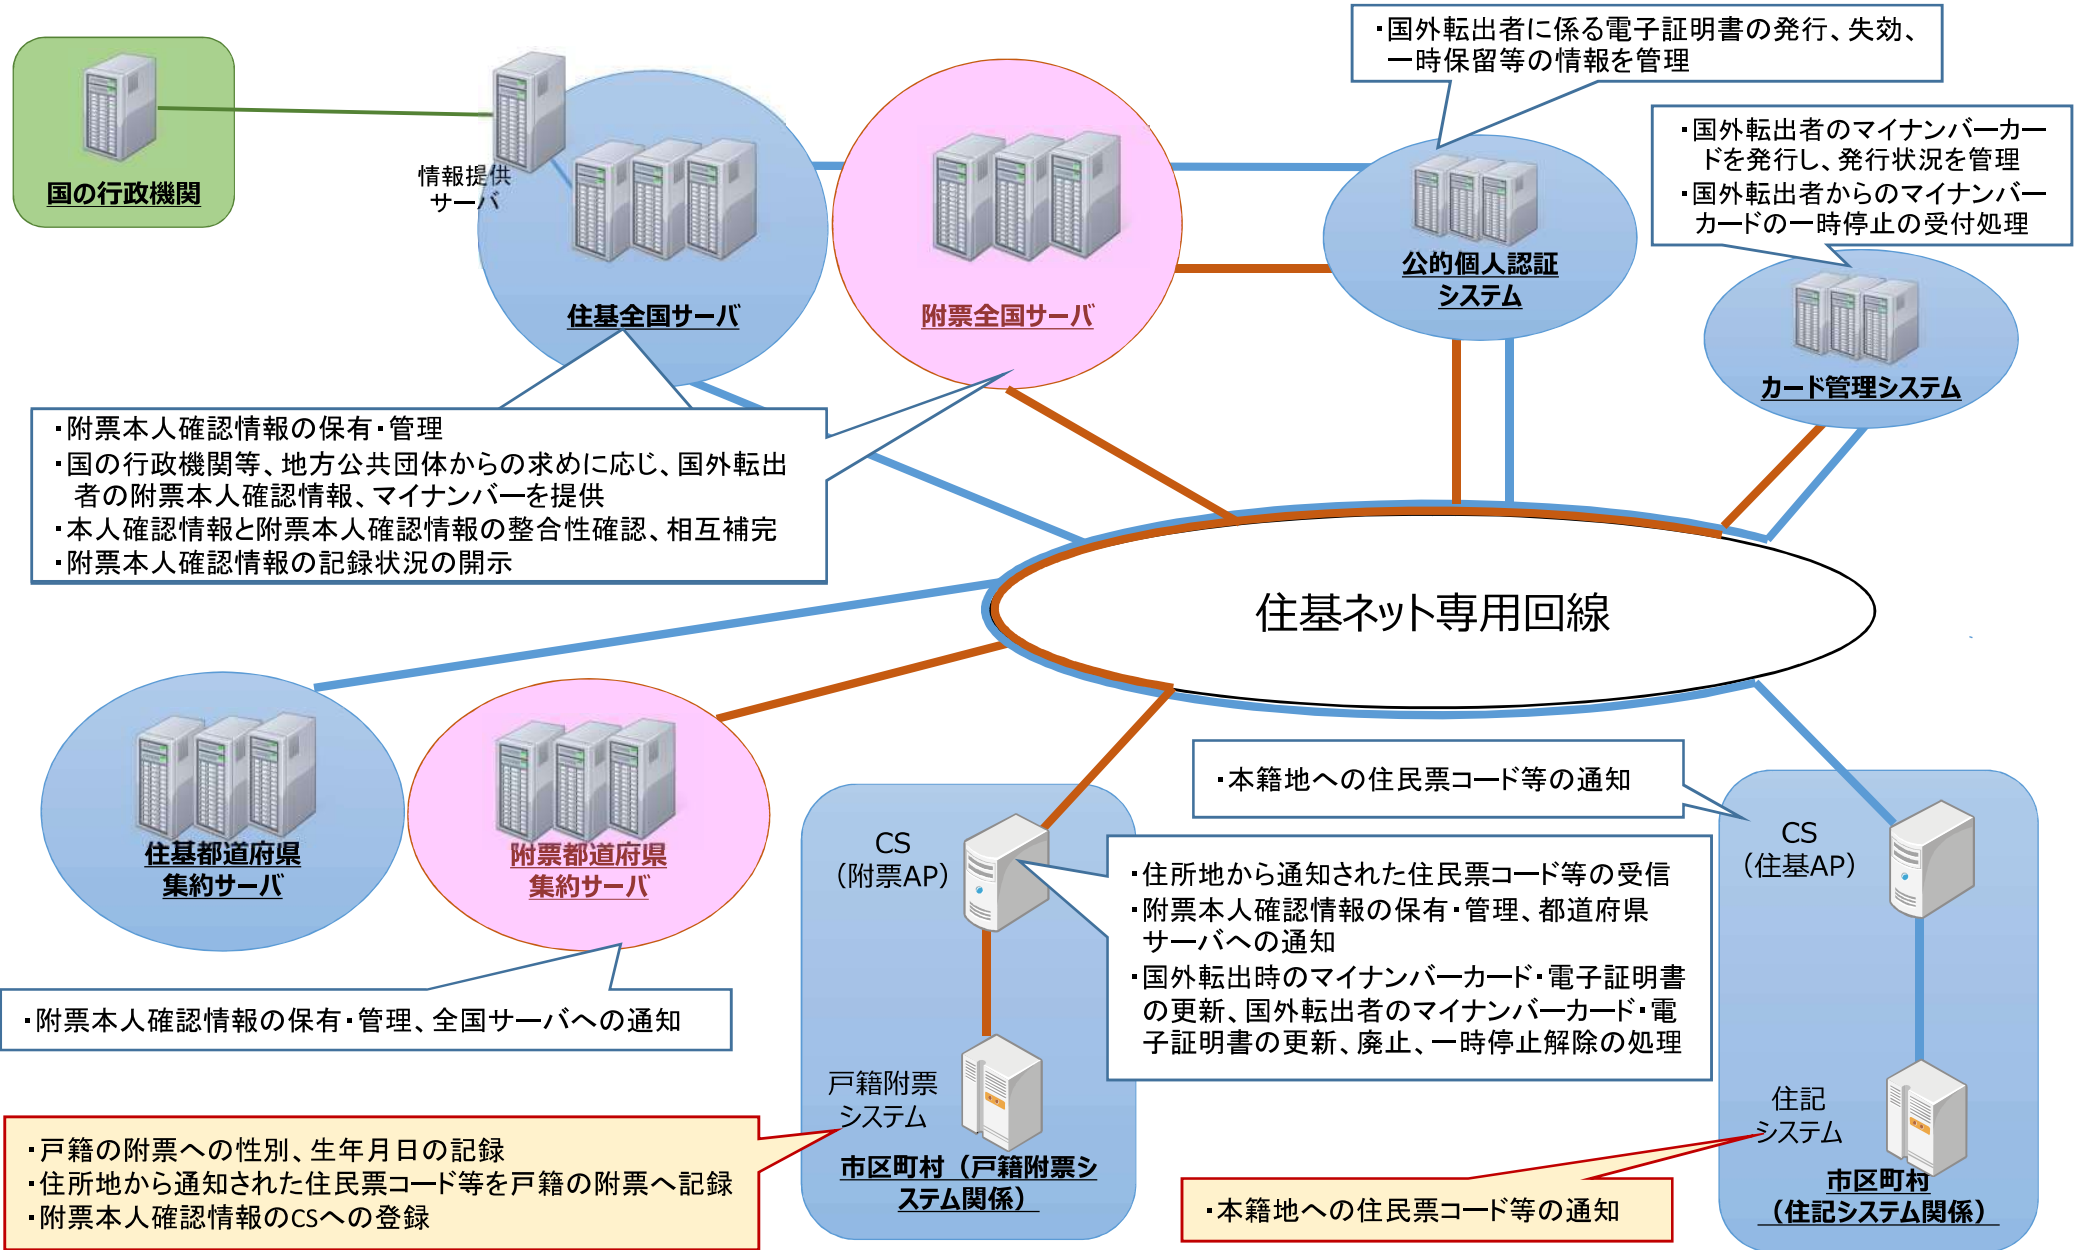 ・国外転出者に係る電子証明書の発行、失効、
一時保留等の情報を管理
・国外転出者のマイナンバーカー
ドを発行し、発行状況を管理
・国外転出者からのマイナンバー
カードの一時停止の受付処理
国の行政機関
情報提供
サーバ
住基全国サーバ
附票全国サーバ
公的個人認証
システム
カード管理システム
・附票本人確認情報の保有・管理
・国の行政機関等、地方公共団体からの求めに応じ、国外転出
者の附票本人確認情報、マイナンバーを提供
・本人確認情報と附票本人確認情報の整合性確認、相互補完
・附票本人確認情報の記録状況の開示
住基ネット専用回線
住基都道府県
集約サーバ
附票都道府県
集約サーバ
・附票本人確認情報の保有・管理、全国サーバへの通知
CS
（附票AP）
・本籍地への住民票コード等の通知
CS
（住基AP）
・住所地から通知された住民票コード等の受信
・附票本人確認情報の保有・管理、都道府県
サーバへの通知
・国外転出時のマイナンバーカード・電子証明書
の更新、国外転出者のマイナンバーカード・電
子証明書の更新、廃止、一時停止解除の処理
戸籍附票
システム
市区町村（戸籍附票シ
ステム関係）
・戸籍の附票への性別、生年月日の記録
・住所地から通知された住民票コード等を戸籍の附票へ記録
・附票本人確認情報のCSへの登録
住記
システム
市区町村
（住記システム関係）
・本籍地への住民票コード等の通知